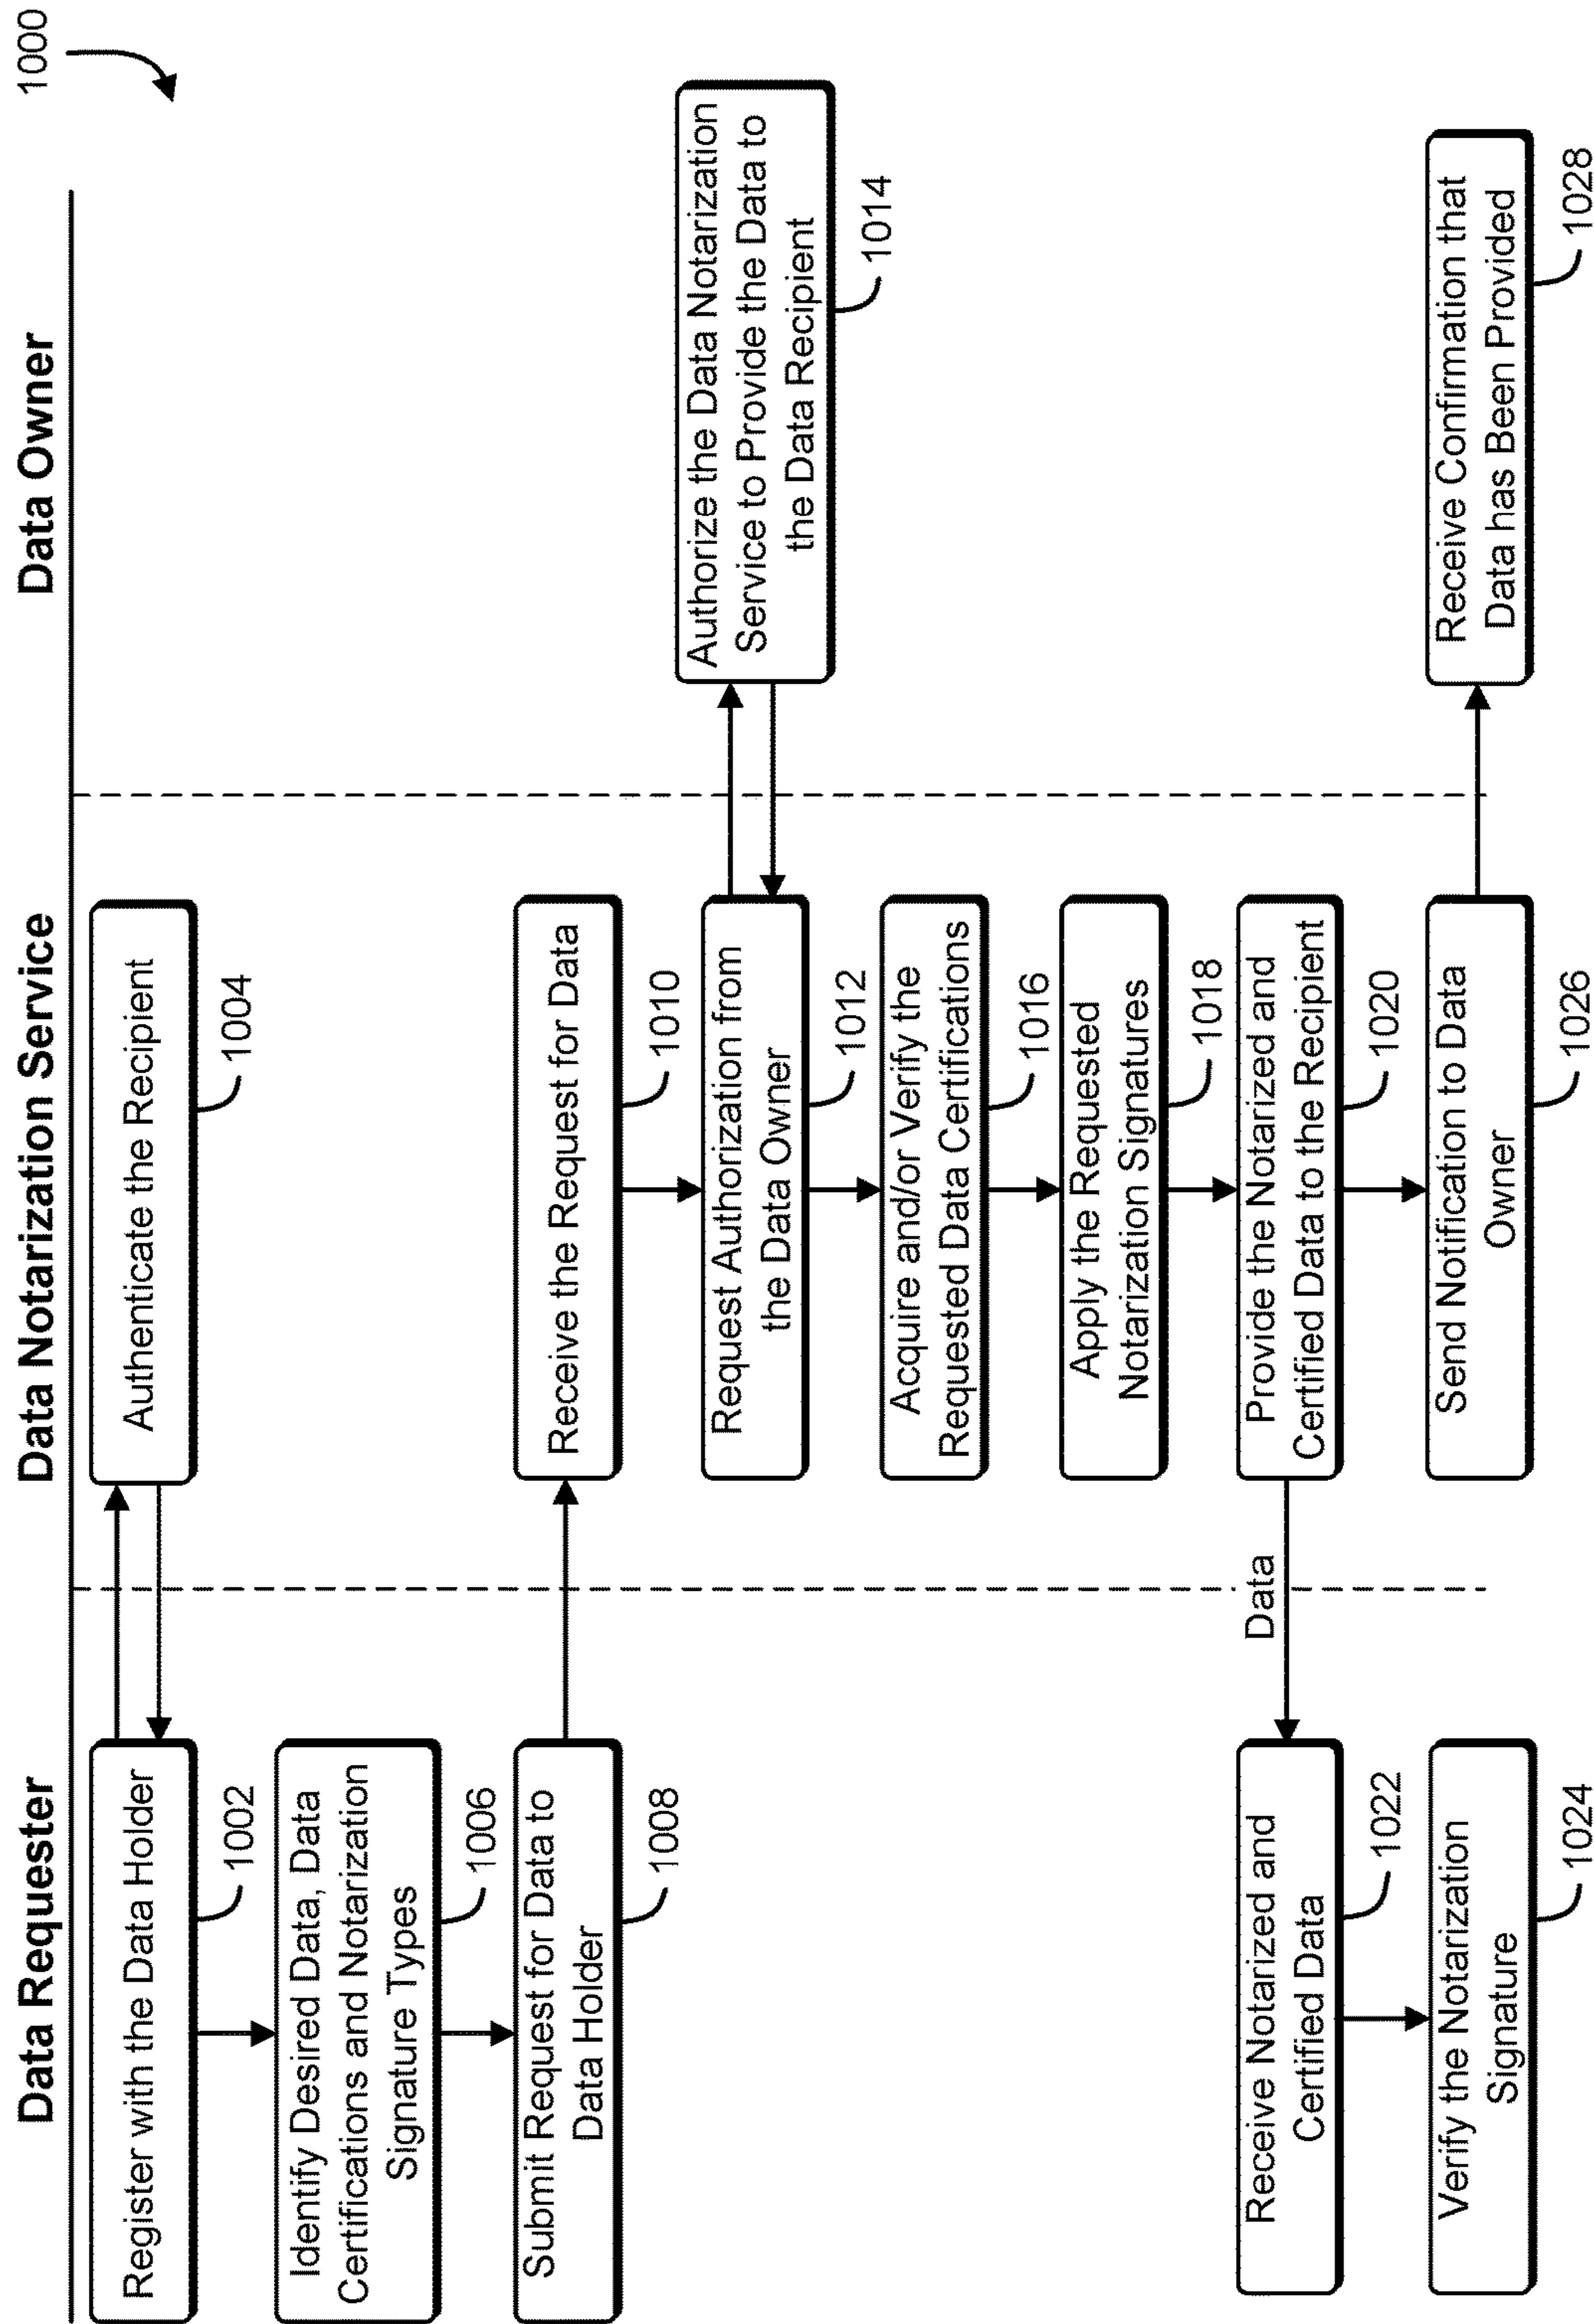 1000
Data Requester
Data Notarization Service
Data Owner
Register with the Data Holder
1002
Authenticate the Recipient
1004
Identify Desired Data, Data
Certifications and Notarization
Signature Types
1006
Submit Request for Data to
Data Holder
1008
Receive the Request for Data
1010
Request Authorization from
the Data Owner
1012
Authorize the Data Notarization
Service to Provide the Data to
the Data Recipient
1014
Acquire and/or Verify the
Requested Data Certifications
1016
Apply the Requested
Notarization Signatures
1018
Provide the Notarized and
Certified Data to the Recipient
1020
Data
Receive Notarized and
Certified Data
1022
Verify the Notarization
Signature
1024
Send Notification to Data
Owner
1026
Receive Confirmation that
Data has Been Provided
1028